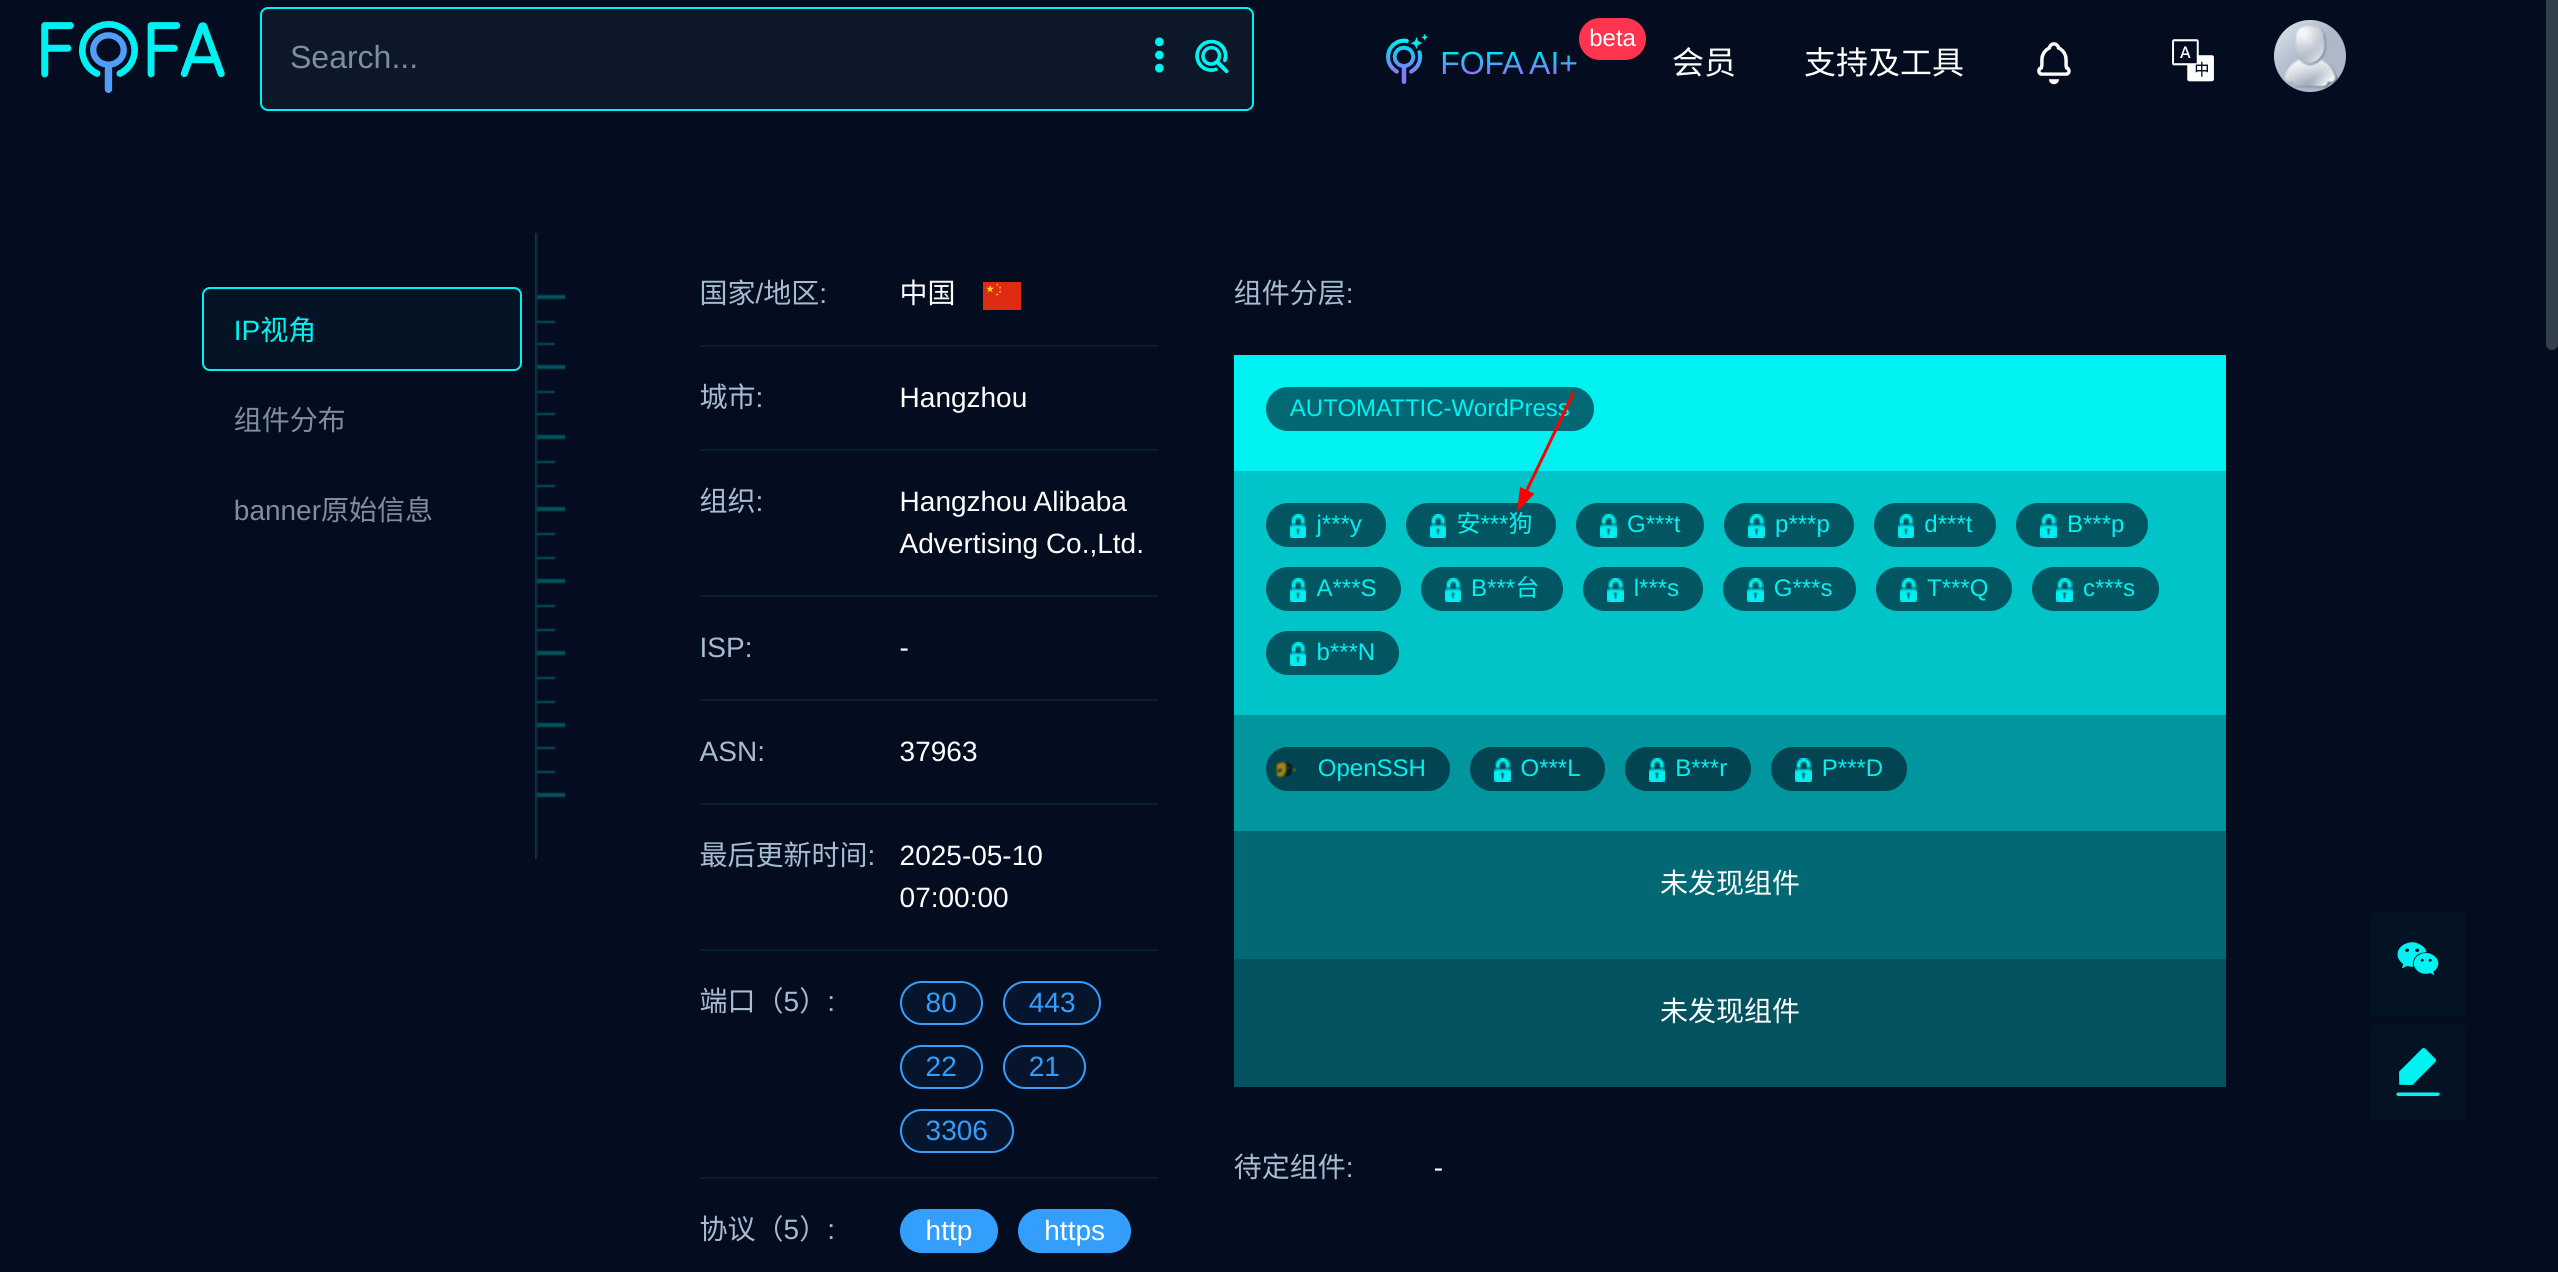 FOFA
Search...
FOFA AI+
beta
会员
支持及工具
A
中
IP视角
组件分布
banner原始信息
国家/地区:
中国
城市:
Hangzhou
组织:
Hangzhou Alibaba
Advertising Co.,Ltd.
ISP:
-
ASN:
37963
最后更新时间:
2025-05-10
07:00:00
端口（5）:
80
443
22
21
3306
协议（5）:
http
https
组件分层:
AUTOMATTIC-WordPress
j***y
安***狗
G***t
p***p
d***t
B***p
A***S
B***台
l***s
G***s
T***Q
c***s
b***N
OpenSSH
O***L
B***r
P***D
未发现组件
未发现组件
待定组件:
-